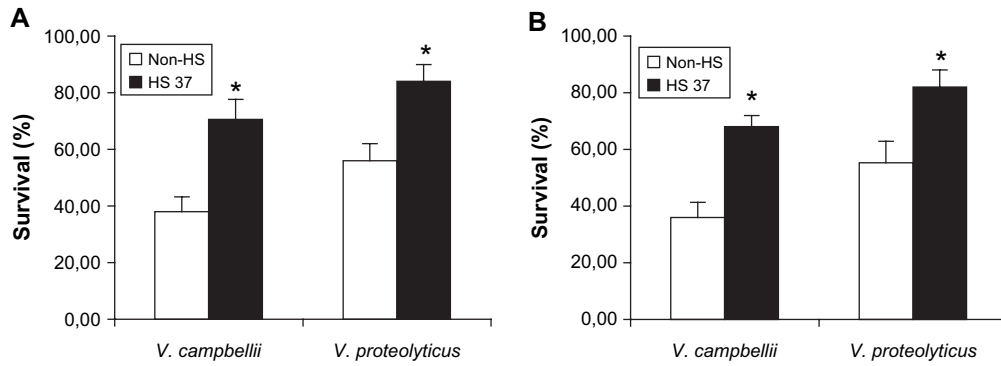 A
Survival (%)
100,00
80,00
60,00
40,00
20,00
0,00
Non-HS
HS 37
*
*
V. campbellii
V. proteolyticus
B
Survival (%)
100,00
80,00
60,00
40,00
20,00
0,00
Non-HS
HS 37
*
*
V. campbellii
V. proteolyticus